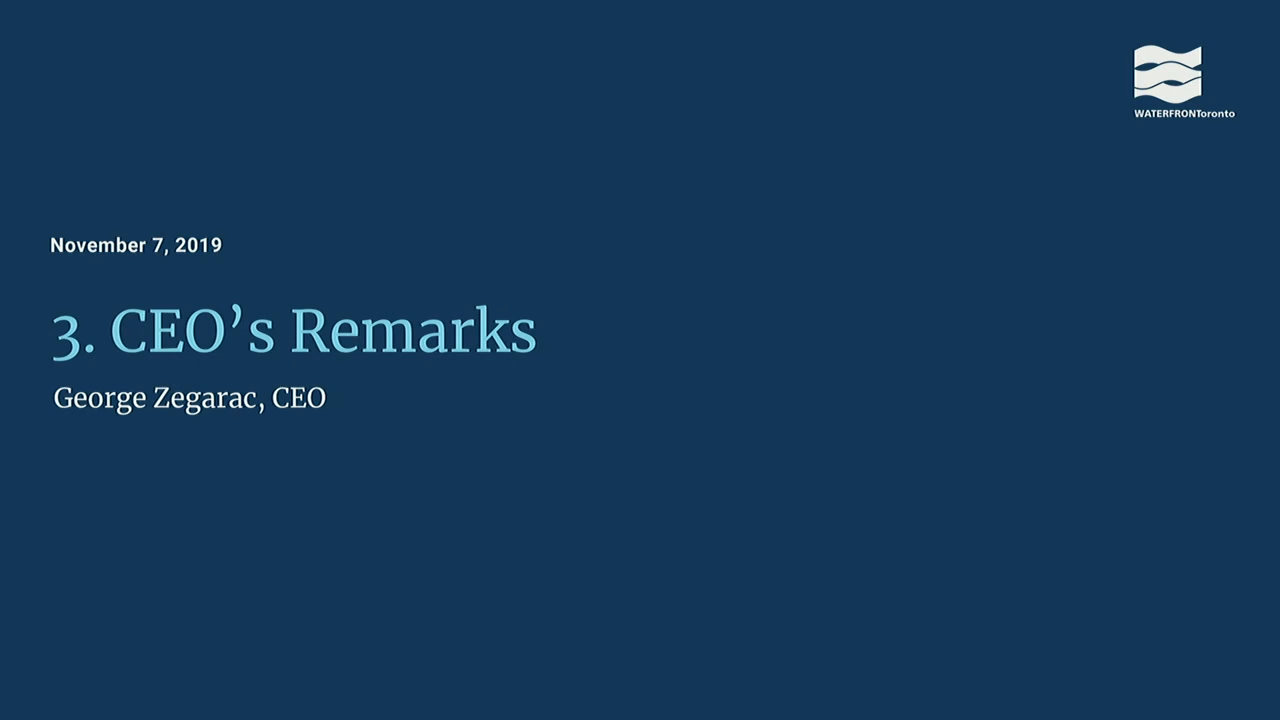 WATERFRONToronto
November 7, 2019
3. CEO’s Remarks
George Zegarac, CEO